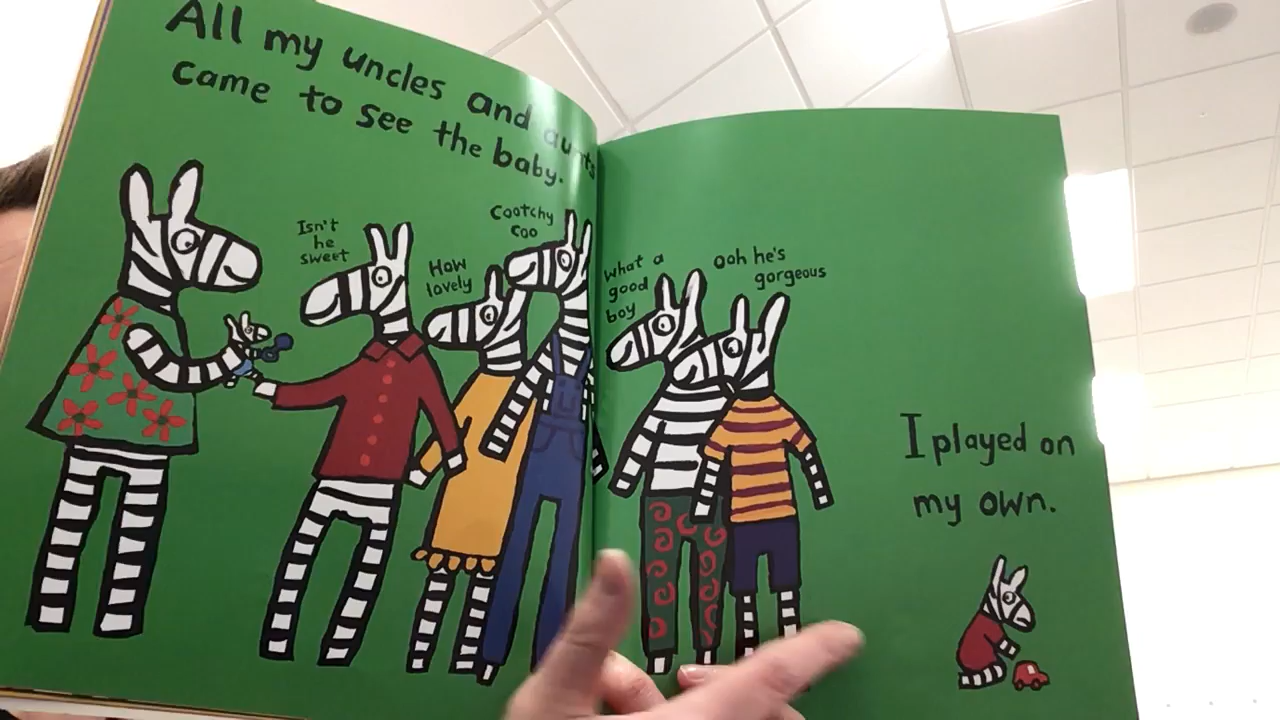 All my uncles and aunts
came to see the baby.
Isn't
he
sweet
How
lovely
Cootchy
Coo
what a
good
boy
ooh he's
gorgeous
I played on
my own.